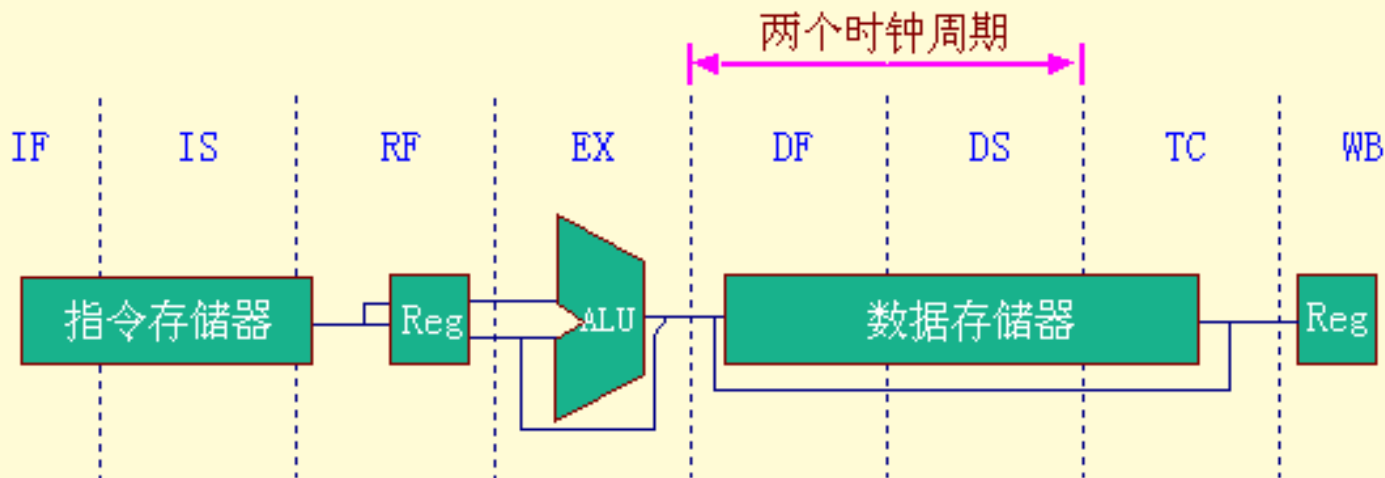 两个时钟周期
IF IS RF EX DF DS TC WB
指令存储器 Reg ALU 数据存储器 Reg